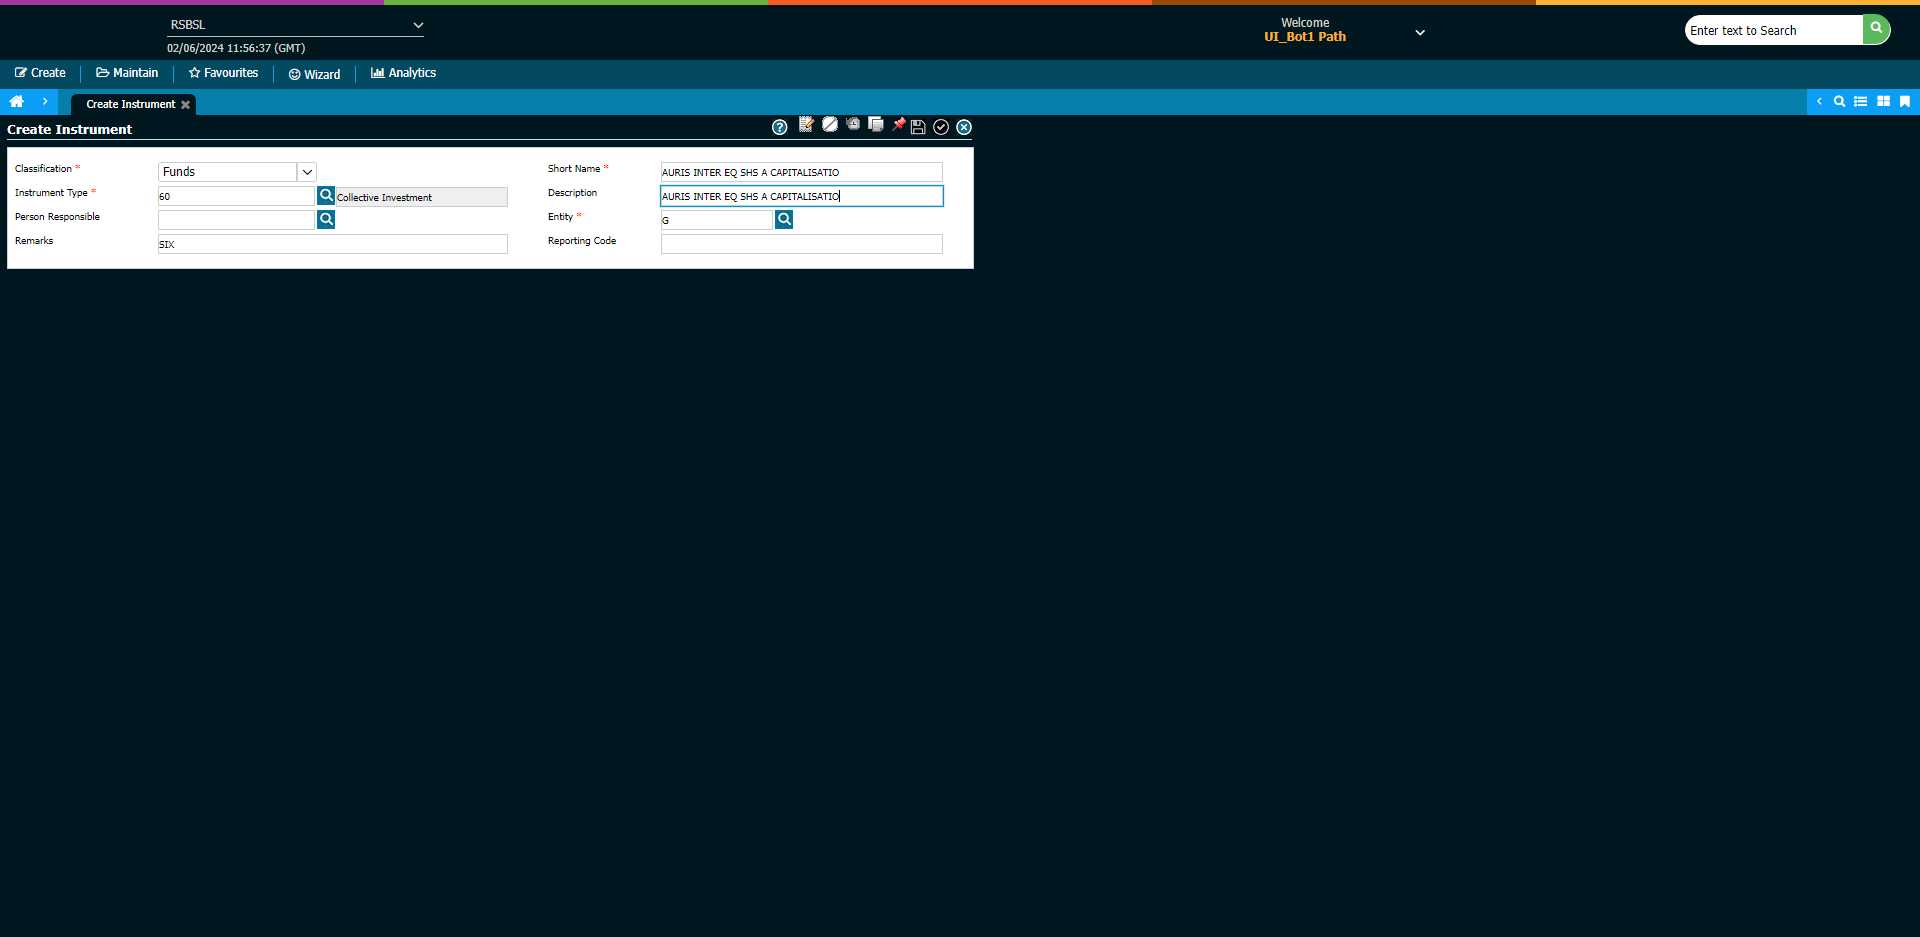 RSBSL
02/06/2024 11:56:37 (GMT)
Welcome
UI_Bot1 Path
Enter text to Search
Create
Maintain
Favourites
Wizard
Analytics
Create Instrument
Create Instrument
Classification *
Funds
Short Name *
AURIS INTER EQ SHS A CAPITALISATIO
Instrument Type *
60
Collective Investment
Description
AURIS INTER EQ SHS A CAPITALISATIO
Person Responsible
Entity *
G
Remarks
SIX
Reporting Code